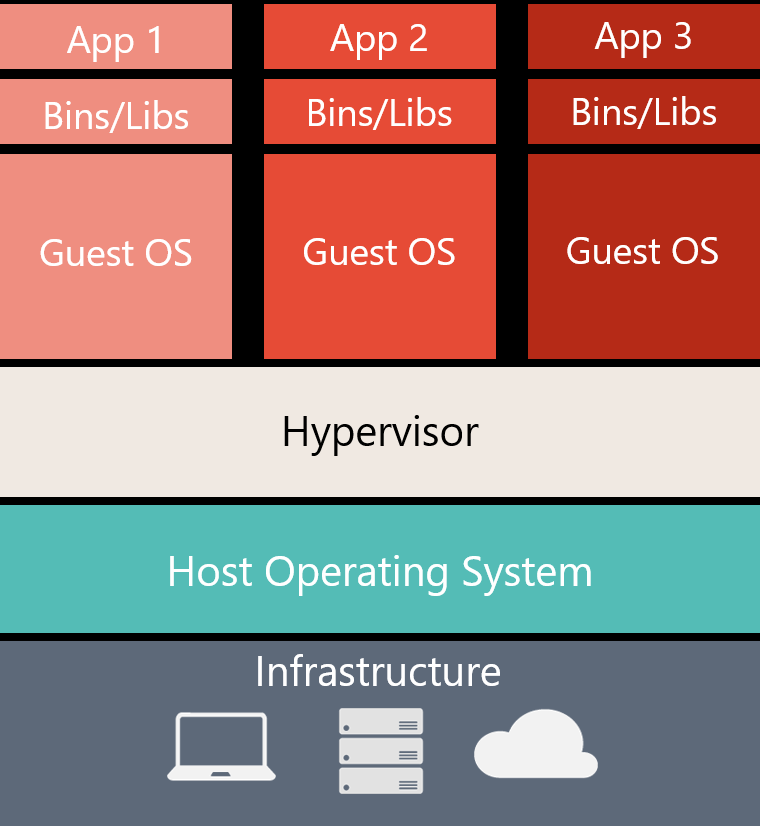 App 1
App 2
App 3
Bins/Libs
Bins/Libs
Bins/Libs
Guest OS
Guest OS
Guest OS
Hypervisor
Host Operating System
Infrastructure